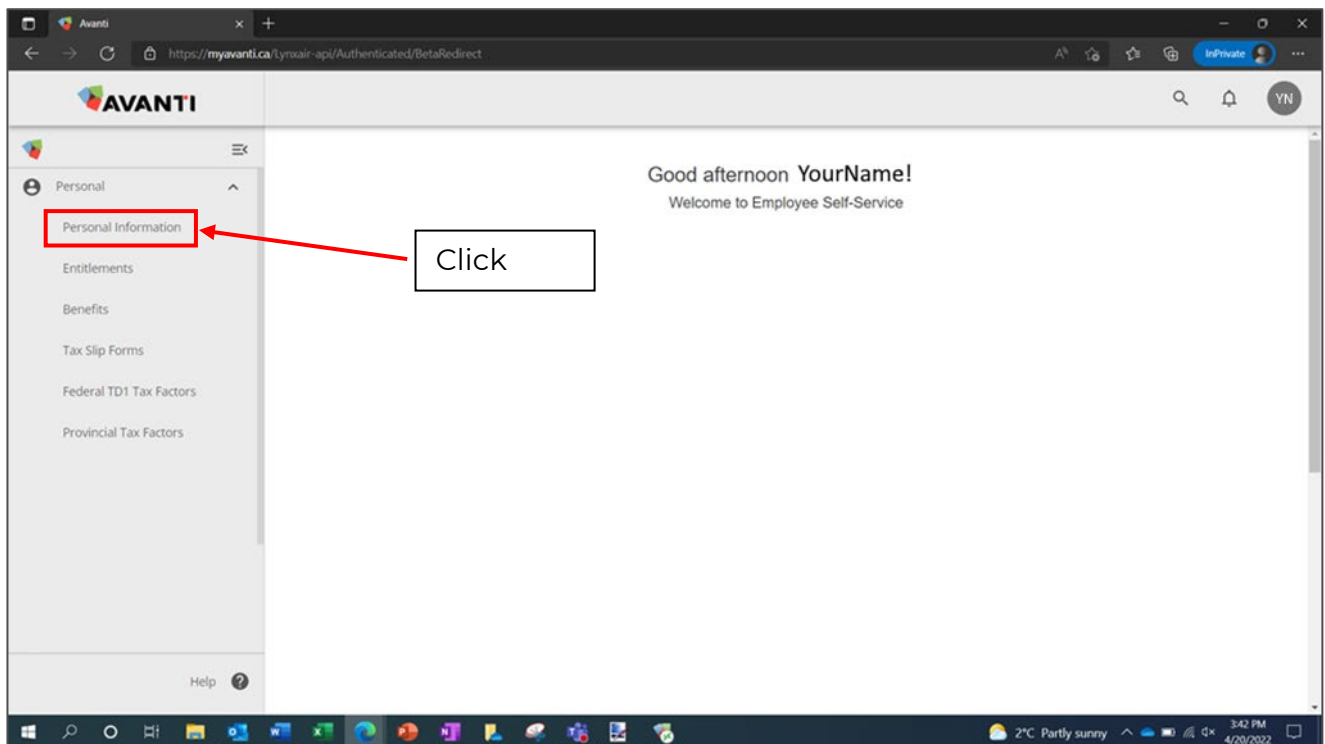 Avanti
https://myavanti.ca/Lynxair-api/Authenticated/BetaRedirect
InPrivate
AVANTI
YN
Good afternoon YourName!
Welcome to Employee Self-Service
Personal
Personal Information
Click
Entitlements
Benefits
Tax Slip Forms
Federal TD1 Tax Factors
Provincial Tax Factors
Help
2°C Partly sunny
3:42 PM
4/20/2022